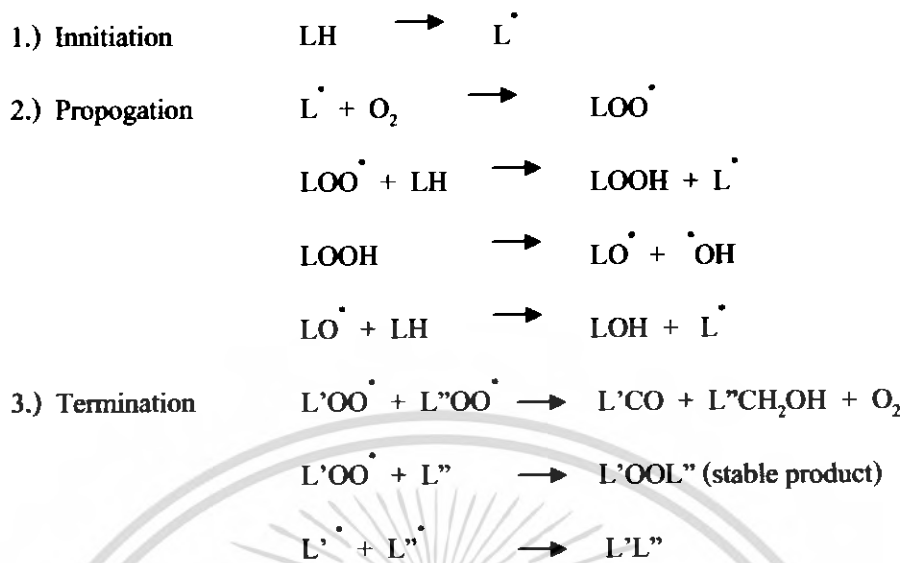 1.) Innitiation LH → L˙
2.) Propogation L˙ + O₂ → LOO˙
LOO˙ + LH → LOOH + L˙
LOOH → LO˙ + ˙OH
LO˙ + LH → LOH + L˙
3.) Termination L'OO˙ + L"OO˙ → L'CO + L"CH₂OH + O₂
L'OO˙ + L" → L'OOL" (stable product)
L'˙ + L"˙ → L'L"